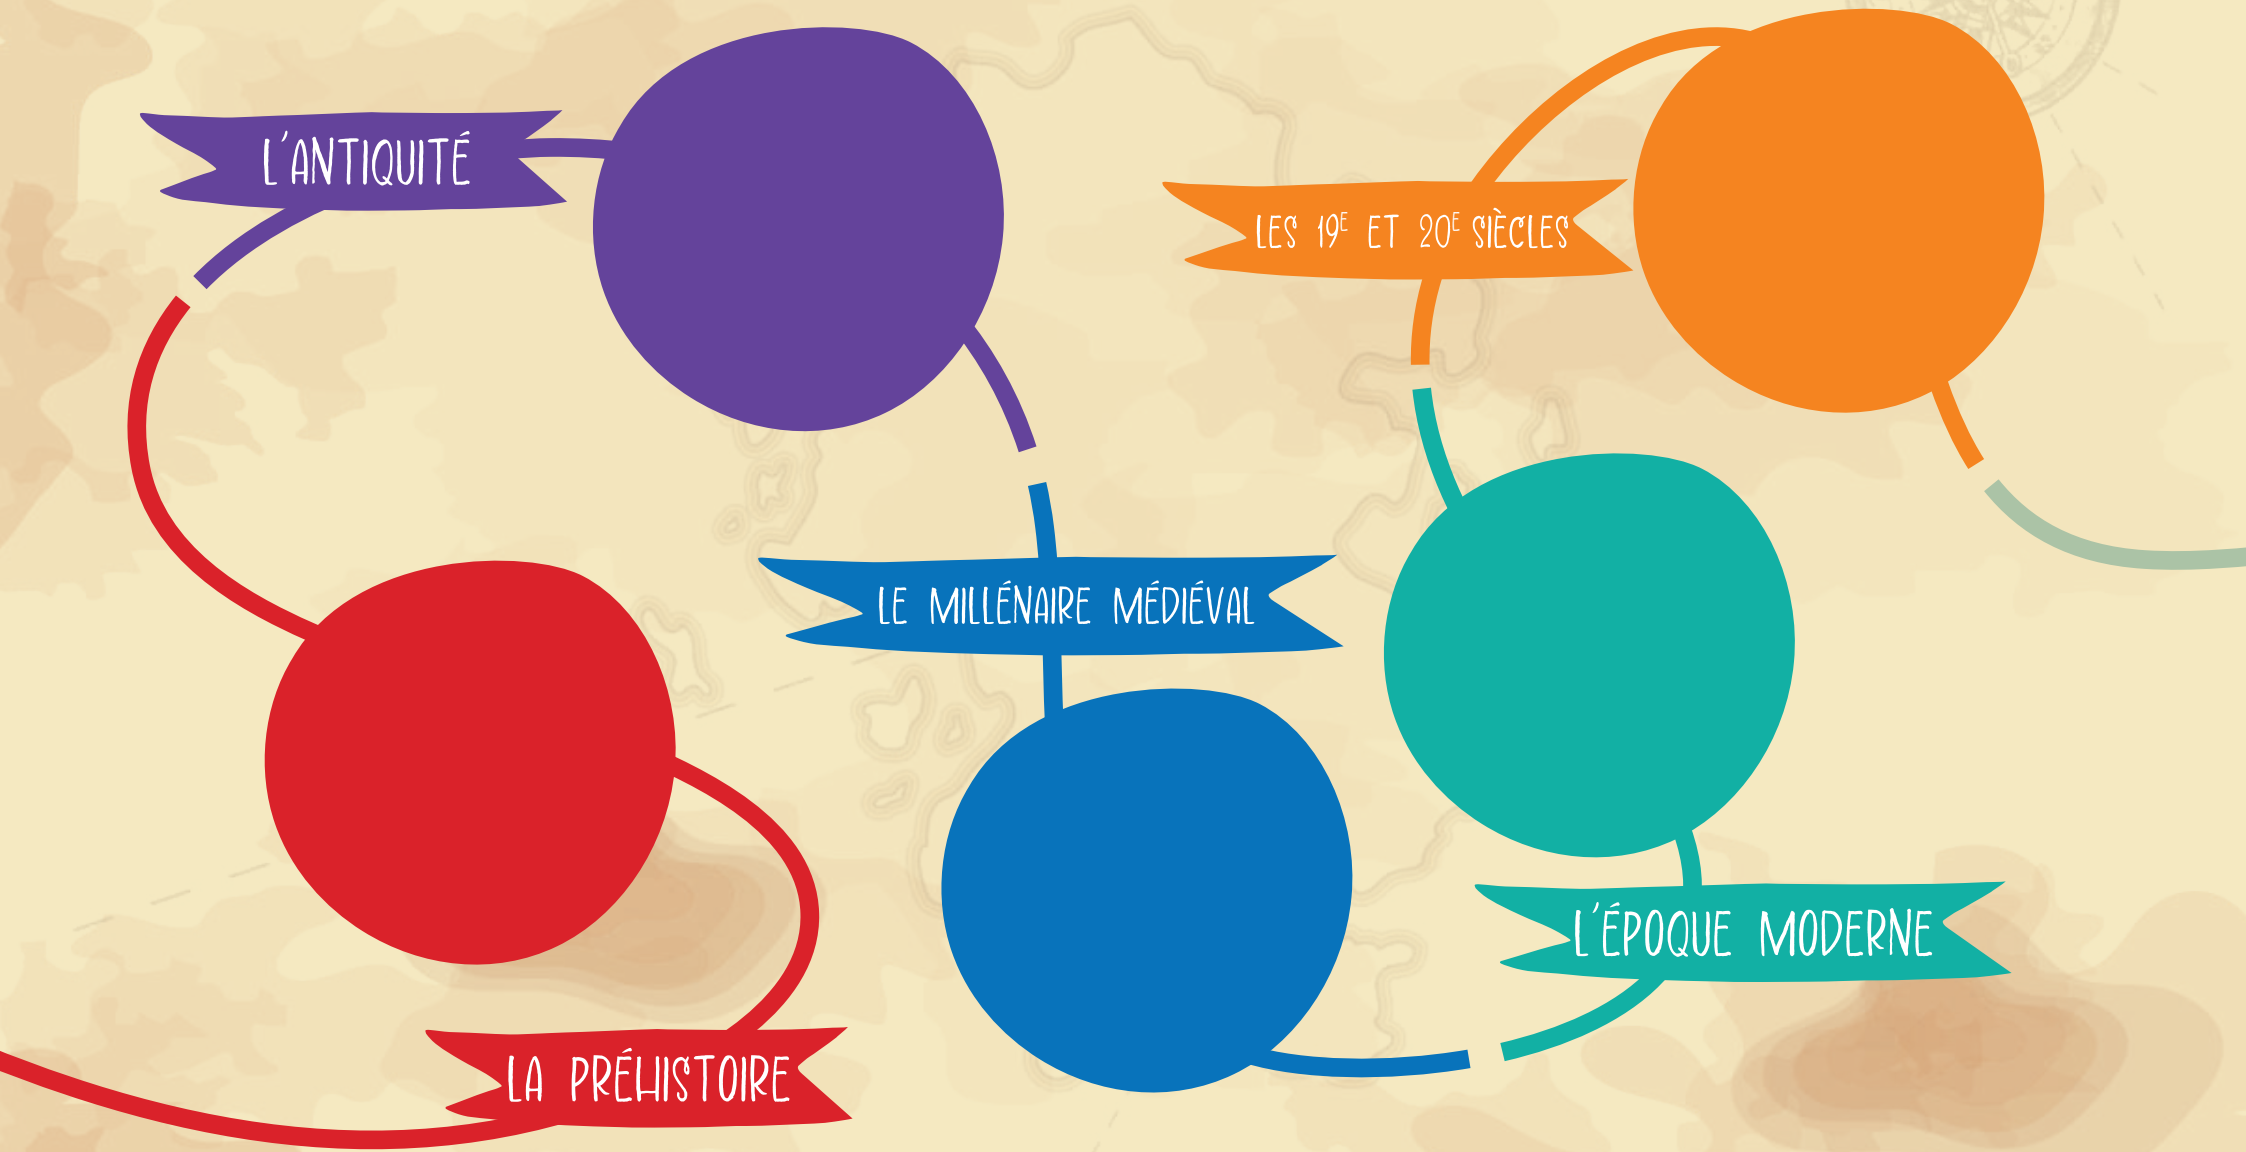 L'ANTIQUITÉ
LES 19E ET 20E SIÈCLES
LE MILLÉNAIRE MÉDIÉVAL
L'ÉPOQUE MODERNE
LA PRÉHISTOIRE